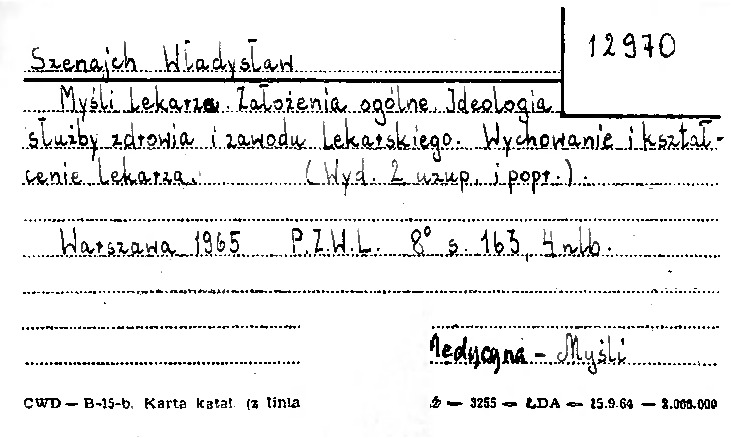 12970
Szenajch Władysław
Myśli lekarza. Założenia ogólne. Ideologia
służby zdrowia i zawodu lekarskiego. Wychowanie i kształ-
cenie lekarza. (Wyd. 2 uzup. i popr.).
Warszawa 1965 P.Z.W.L. 8° s. 163, 4 nlb.
Medycyna - Myśli
CWD — B-15-b. Karta katal. (z linia
— 3255 — ŁDA — 15.9.64 — 2.000.000